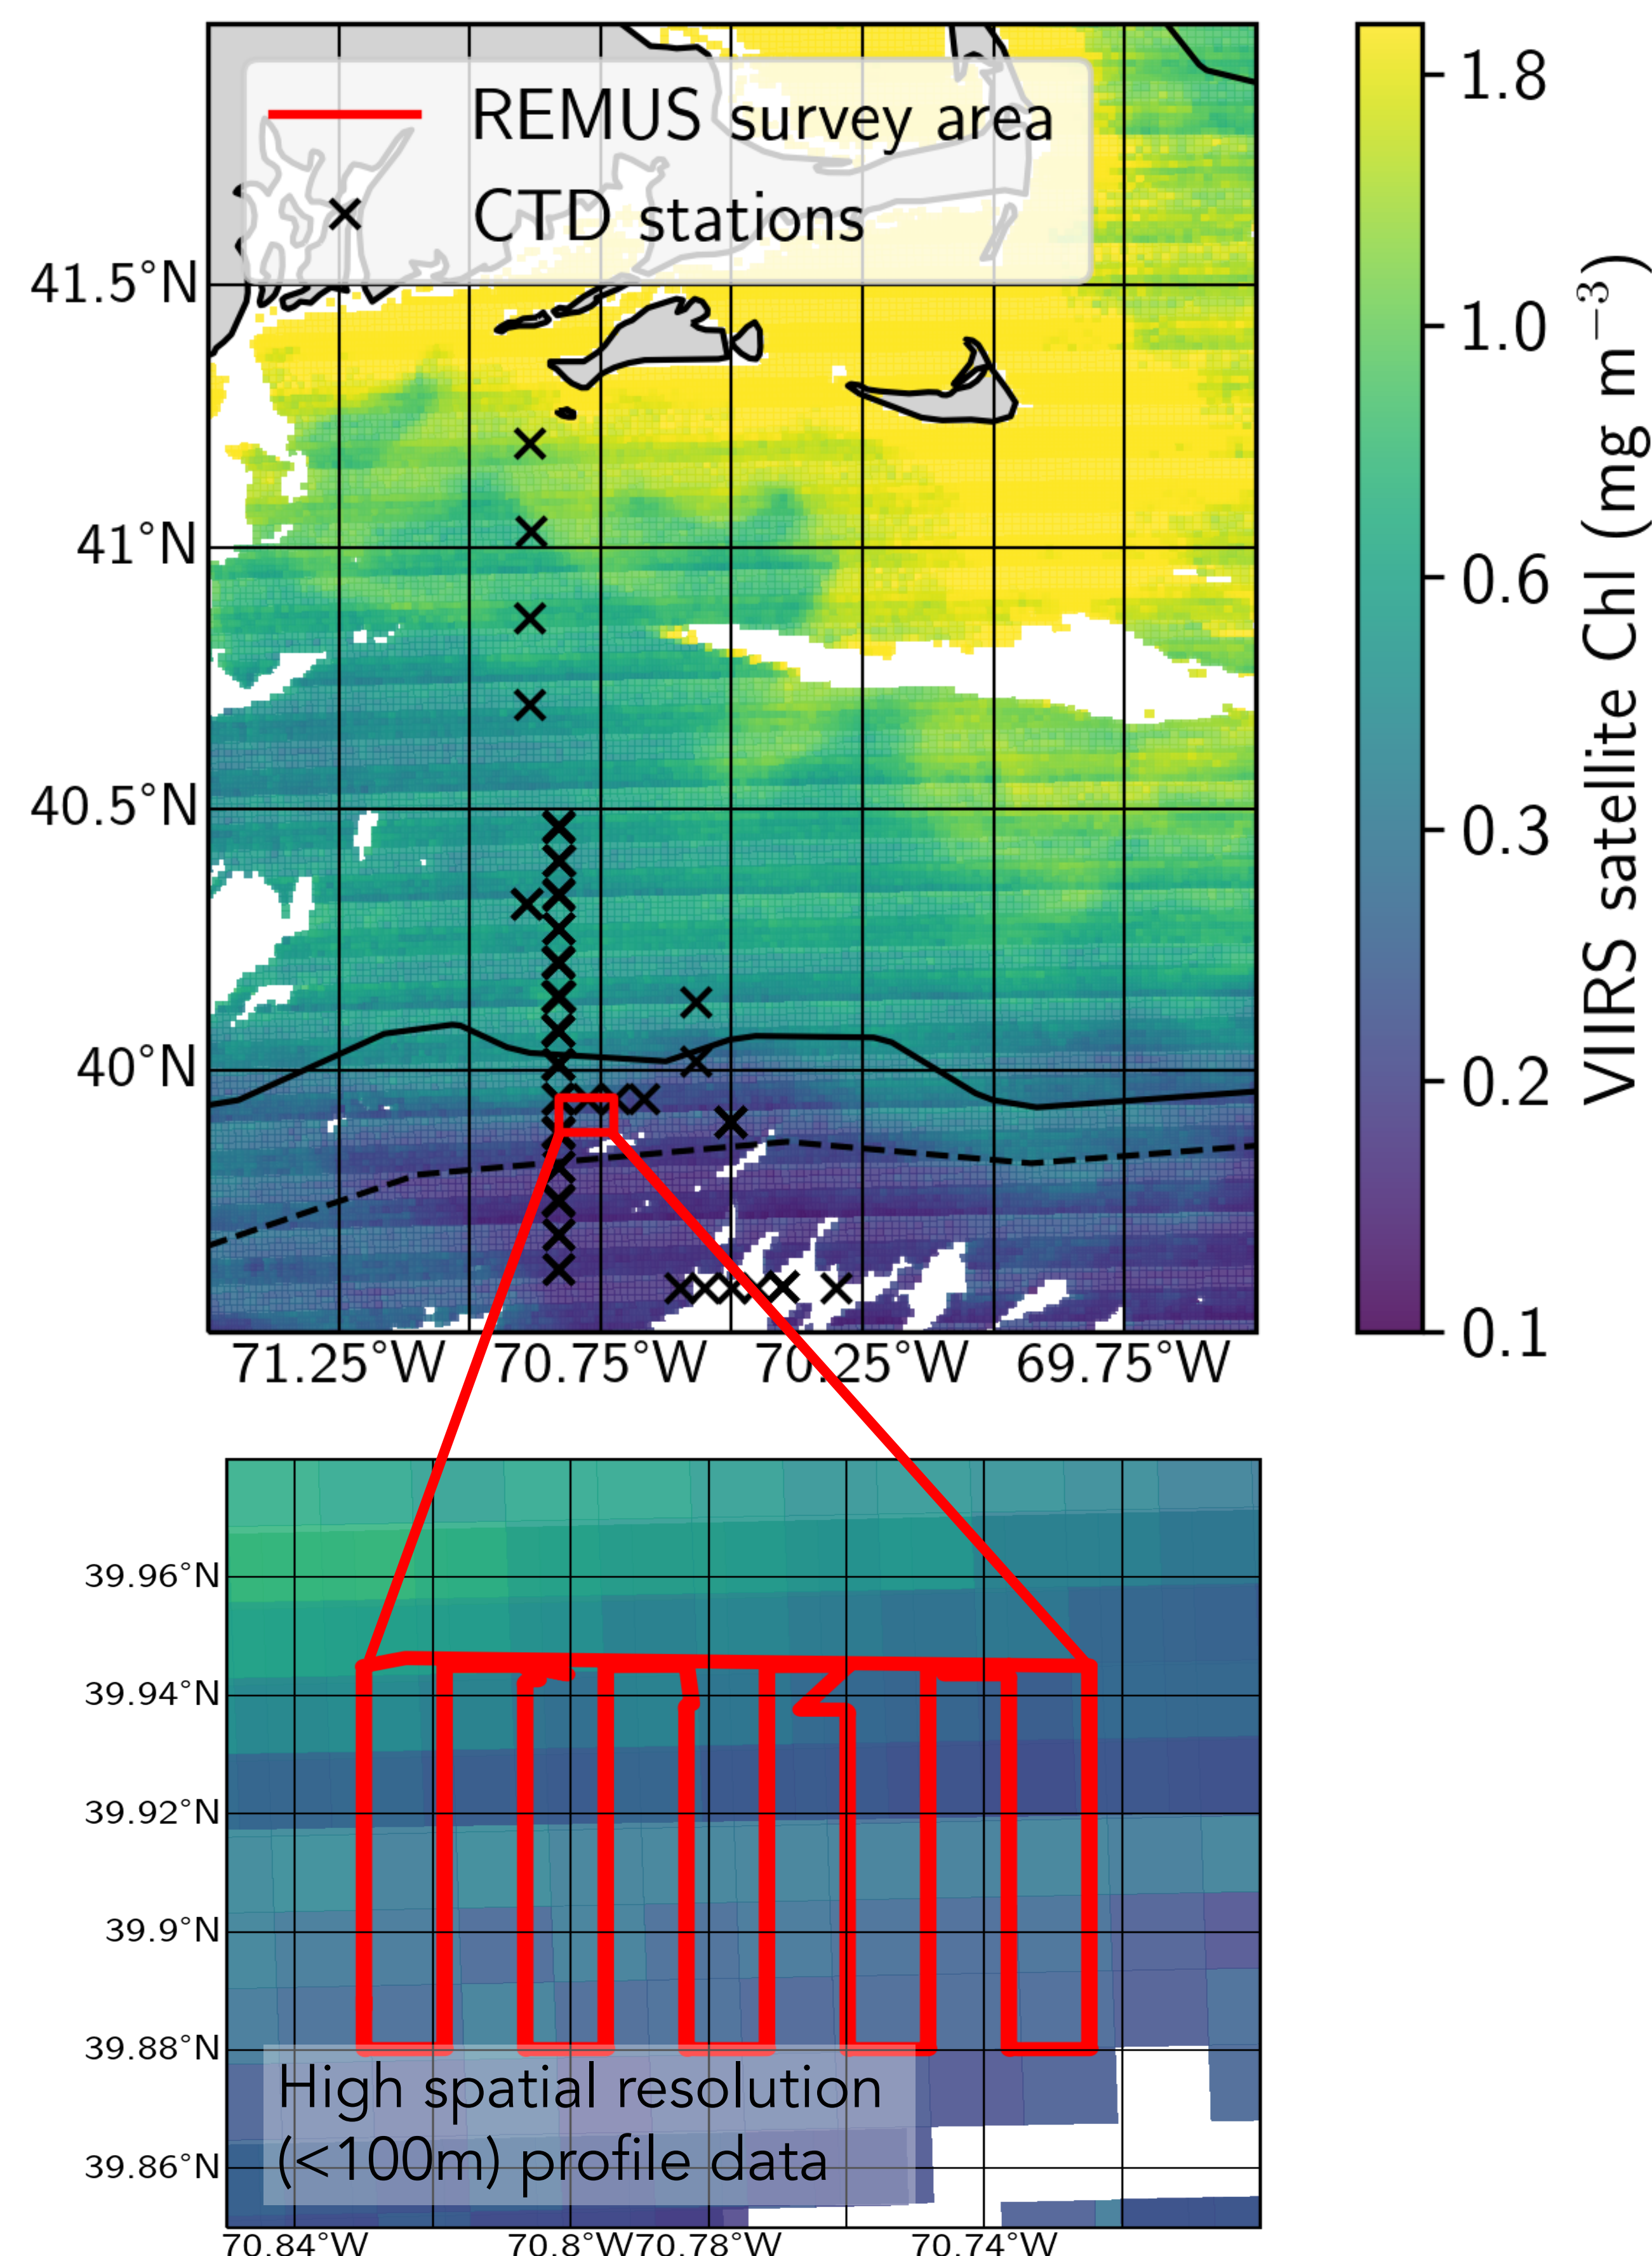 REMUS survey area
CTD stations
41.5°N
41°N
40.5°N
40°N
71.25°W 70.75°W 70.25°W 69.75°W
1.8
1.0
0.6
0.3
0.2
0.1
VIIRS satellite Chl (mg m⁻³)
39.96°N
39.94°N
39.92°N
39.9°N
39.88°N
39.86°N
High spatial resolution
(<100m) profile data
70.84°W 70.8°W 70.78°W 70.74°W